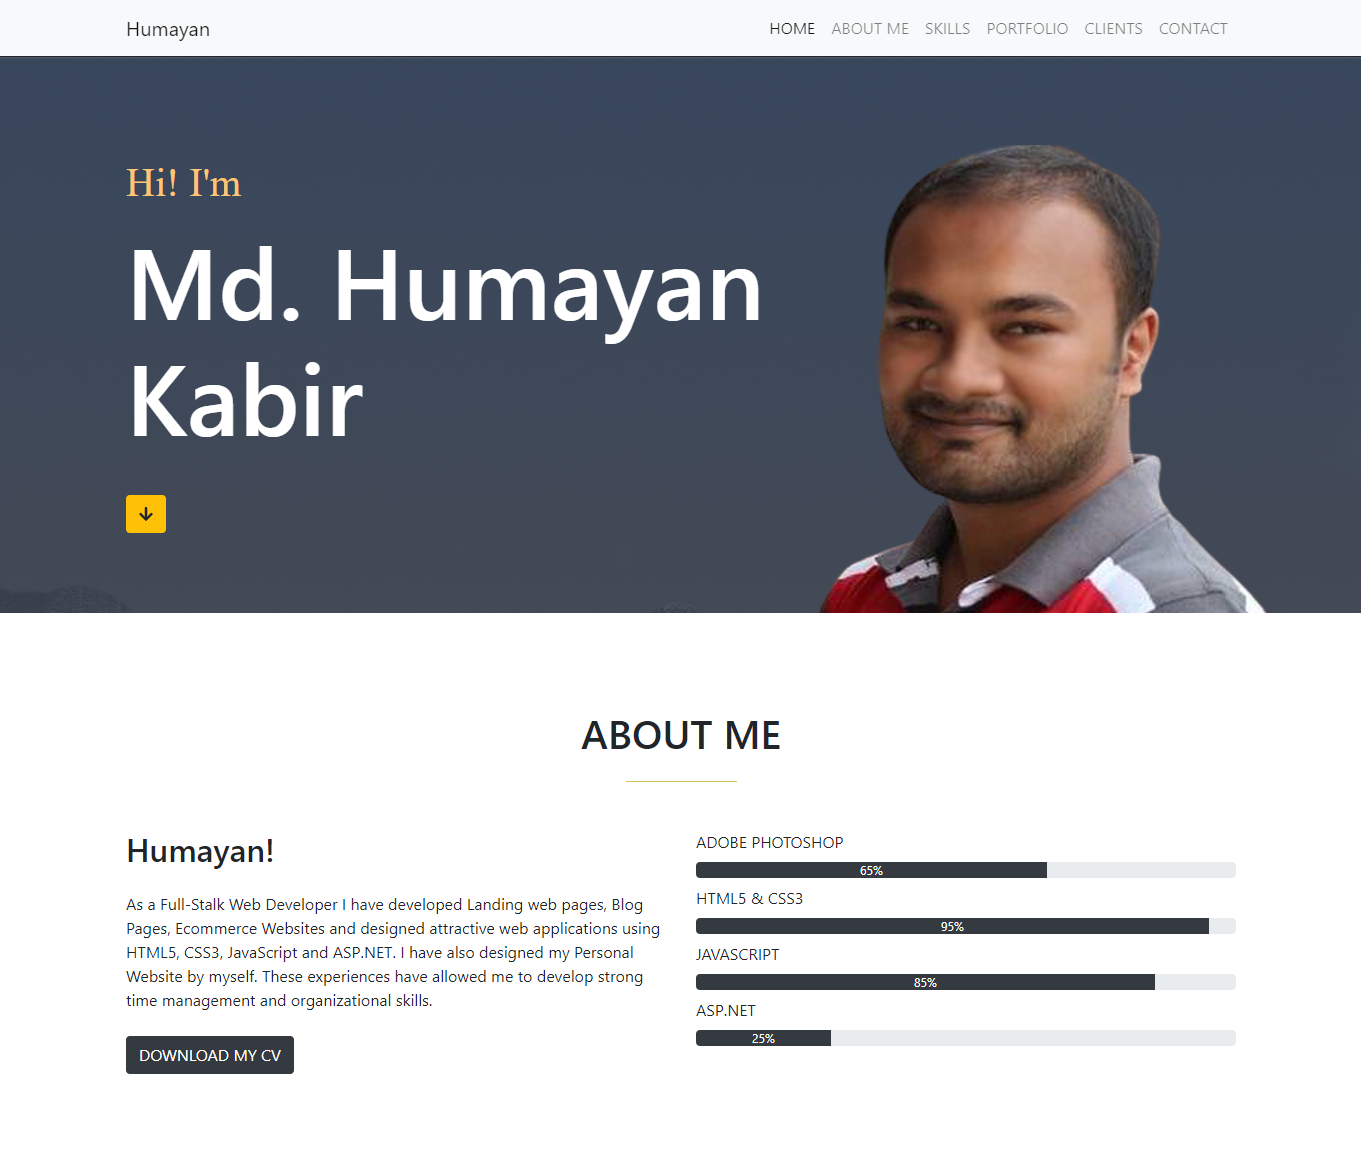 Humayan
HOME ABOUT ME SKILLS PORTFOLIO CLIENTS CONTACT
Hi! I'm
Md. Humayan
Kabir
ABOUT ME
Humayan!
As a Full-Stalk Web Developer I have developed Landing web pages, Blog
Pages, Ecommerce Websites and designed attractive web applications using
HTML5, CSS3, JavaScript and ASP.NET. I have also designed my Personal
Website by myself. These experiences have allowed me to develop strong
time management and organizational skills.
DOWNLOAD MY CV
ADOBE PHOTOSHOP
65%
HTML5 & CSS3
95%
JAVASCRIPT
85%
ASP.NET
25%